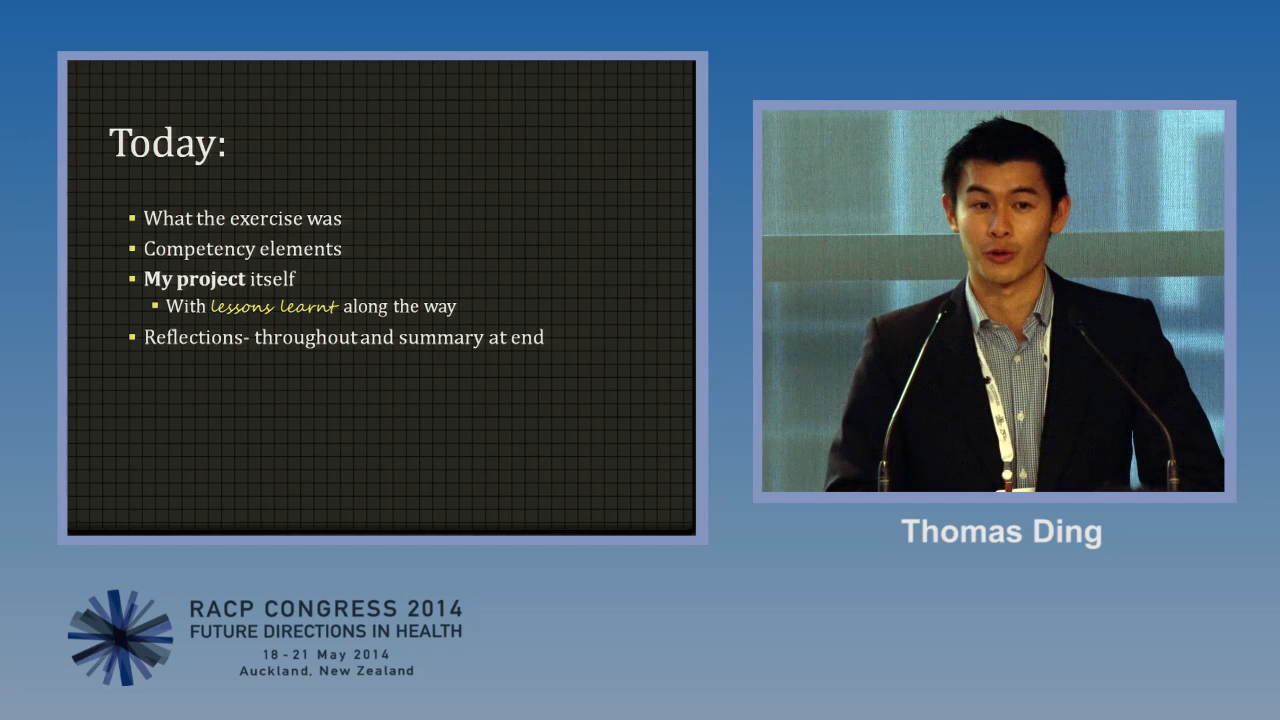 Today:
What the exercise was
Competency elements
My project itself
With lessons learnt along the way
Reflections- throughout and summary at end
Thomas Ding
RACP CONGRESS 2014
FUTURE DIRECTIONS IN HEALTH
18 - 21 May 2014
Auckland, New Zealand